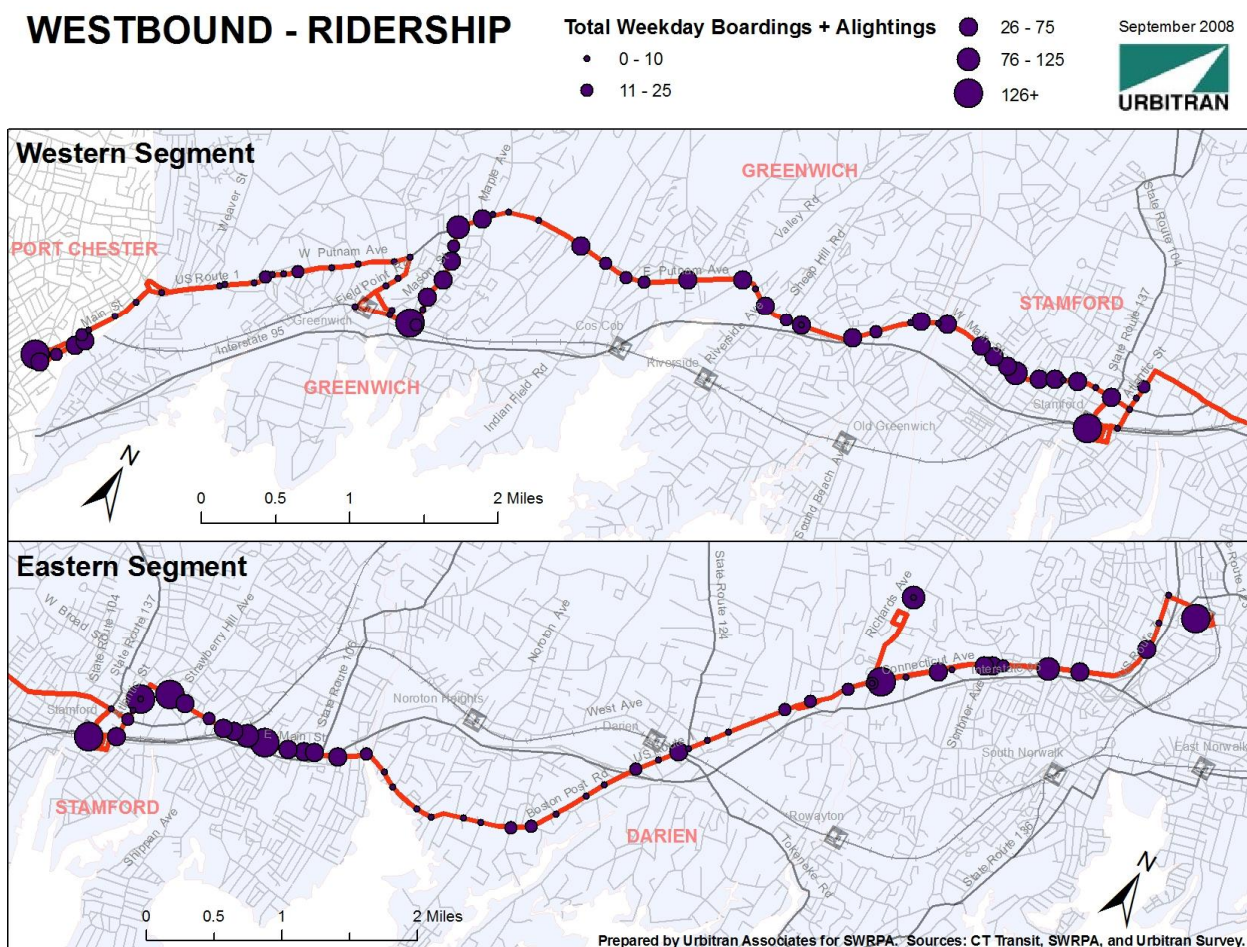 WESTBOUND - RIDERSHIP
Total Weekday Boardings + Alightings
0 - 10
11 - 25
26 - 75
76 - 125
126+
September 2008
URBITRAN
Western Segment
GREENWICH
PORT CHESTER
Weaver St
Maple Ave
Valley Rd
Sheep Hill Rd
State Route 104
W Putnam Ave
US Route 1
Field Point Rd
Mason St
E Putnam Ave
STAMFORD
State Route 137
Main St
Greenwich
Interstate 95
Cos Cob
Riverside Ave
W Main St
Atlantic St
Riverside
GREENWICH
Indian Field Rd
Stamford
Old Greenwich
Sound Beach Ave
N
0 0.5 1 2 Miles
Eastern Segment
W Broad St
State Route 104
State Route 137
Strawberry Hill Ave
State Route 106
Noroton Ave
State Route 124
Richards Ave
Connecticut Ave
Interstate 95
Stamford
Noroton Heights
West Ave
Darien
US Route
E Main St
Scribner Ave
South Norwalk
East Norwalk
STAMFORD
Shippan Ave
Boston Post Rd
DARIEN
Rowayton
Tokeneke Rd
State Route 136
N
0 0.5 1 2 Miles
Prepared by Urbitran Associates for SWRPA. Sources: CT Transit, SWRPA, and Urbitran Survey.